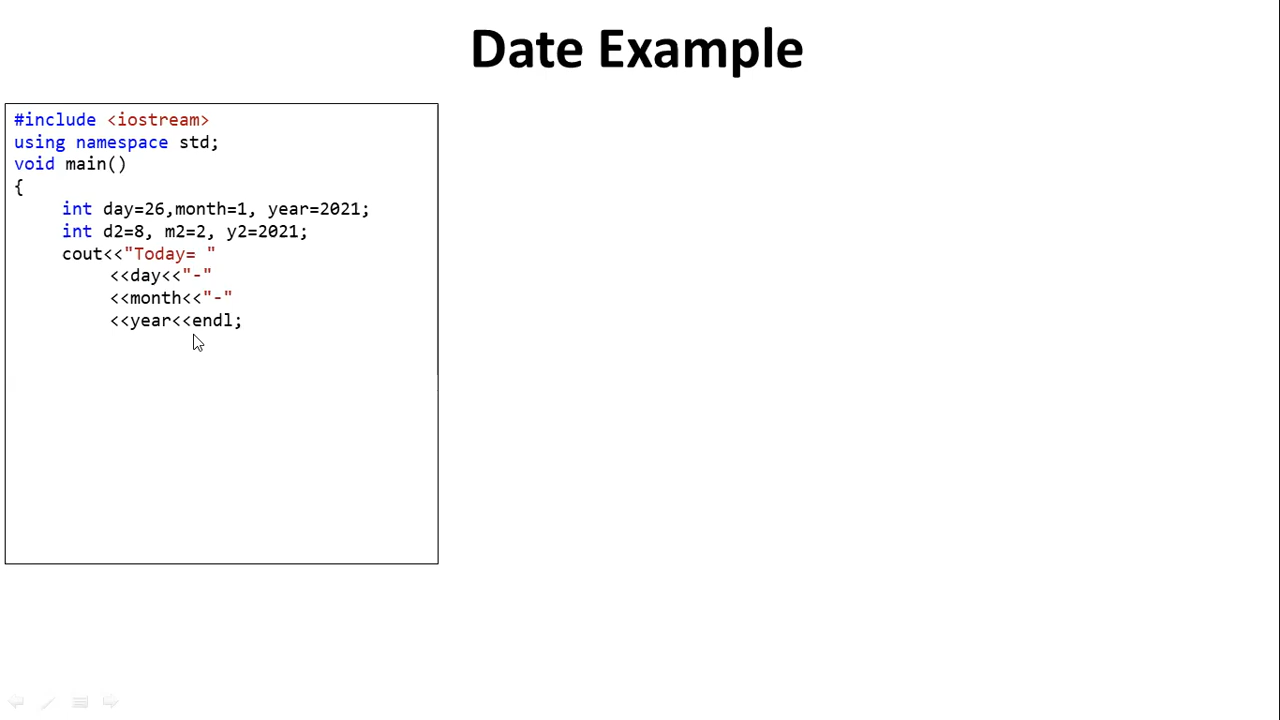 Date Example
#include <iostream>
using namespace std;
void main()
{
int day=26,month=1, year=2021;
int d2=8, m2=2, y2=2021;
cout<<"Today= "
<<day<<"-"
<<month<<"-"
<<year<<endl;